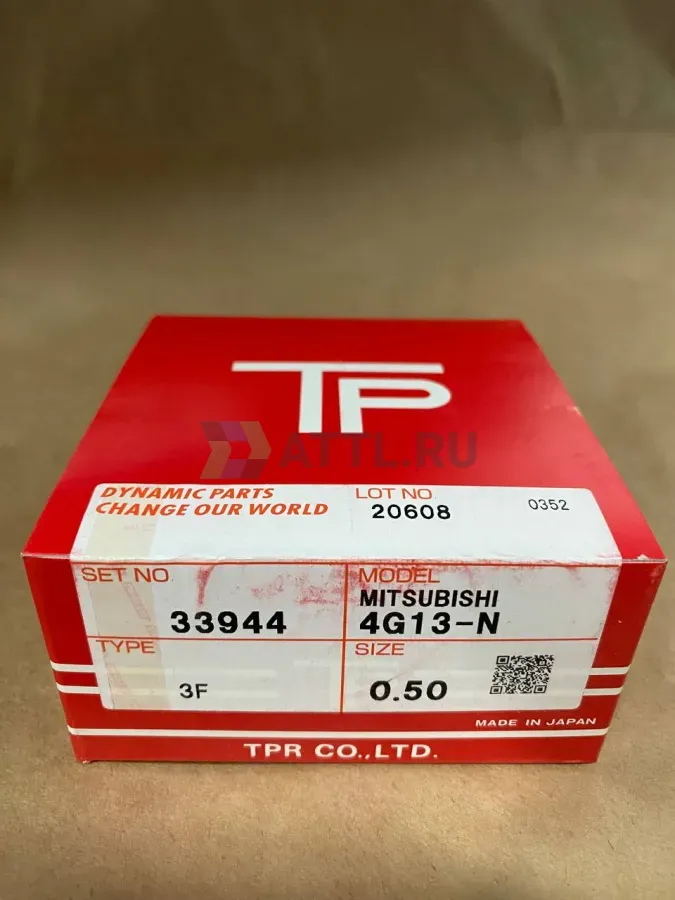 TP
ATTL.RU
DYNAMIC PARTS
CHANGE OUR WORLD
LOT NO.
20608
0352
SET NO.
33944
MODEL
MITSUBISHI
4G13-N
TYPE
3F
SIZE
0.50
MADE IN JAPAN
TPR CO.,LTD.